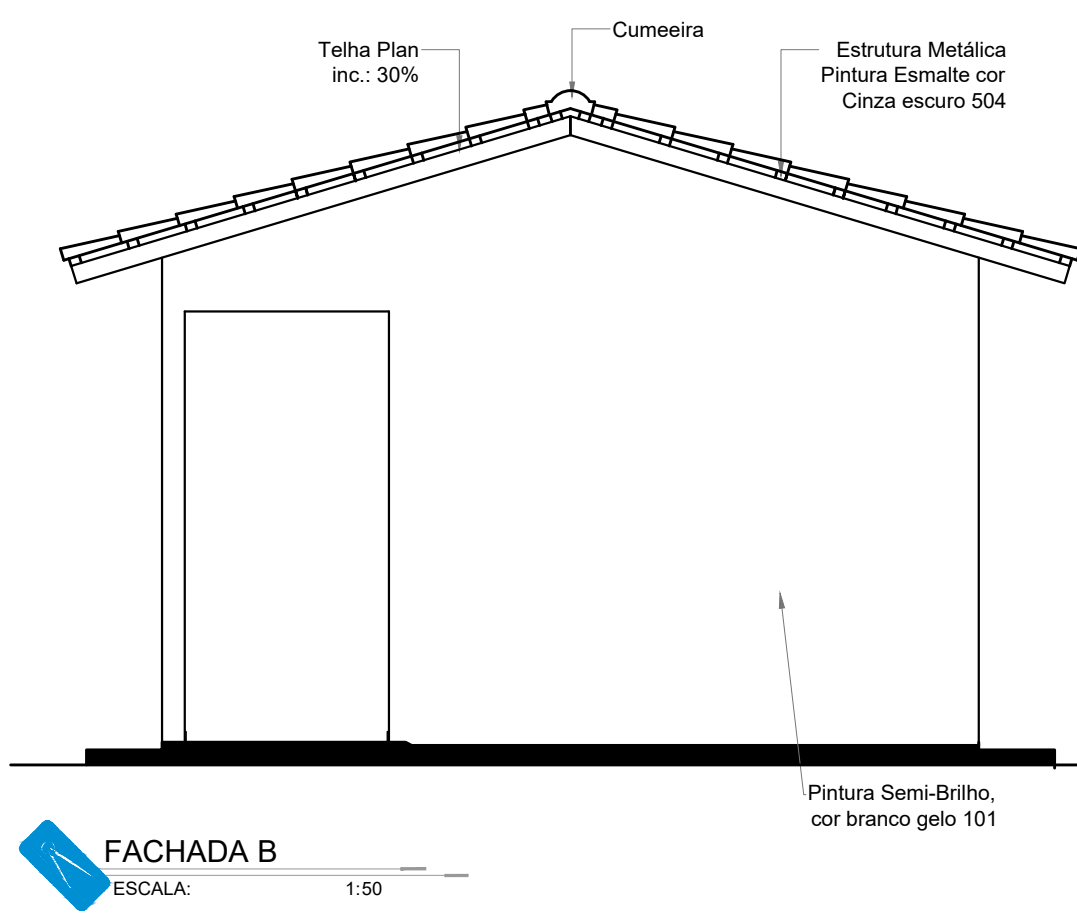 Cumeeira
Telha Plan
inc.: 30%
Estrutura Metálica
Pintura Esmalte cor
Cinza escuro 504
Pintura Semi-Brilho,
cor branco gelo 101
FACHADA B
ESCALA: 1:50